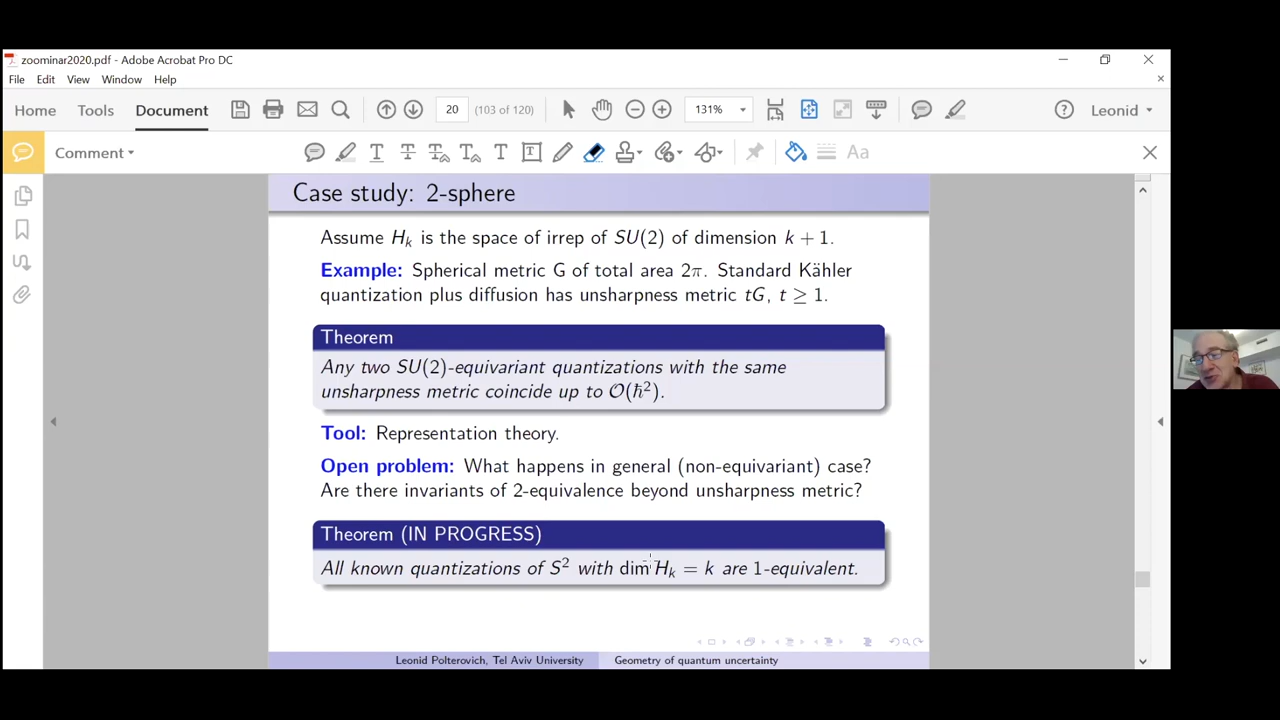 zoominar2020.pdf - Adobe Acrobat Pro DC
File Edit View Window Help
Home Tools Document 20 (103 of 120) 131% Leonid
Comment Aa
Case study: 2-sphere
Assume Hₖ is the space of irrep of SU(2) of dimension k + 1.
Example: Spherical metric G of total area 2π. Standard Kähler
quantization plus diffusion has unsharpness metric tG, t ≥ 1.
Theorem
Any two SU(2)-equivariant quantizations with the same
unsharpness metric coincide up to O(ℏ²).
Tool: Representation theory.
Open problem: What happens in general (non-equivariant) case?
Are there invariants of 2-equivalence beyond unsharpness metric?
Theorem (IN PROGRESS)
All known quantizations of S² with dim Hₖ = k are 1-equivalent.
Leonid Polterovich, Tel Aviv University Geometry of quantum uncertainty